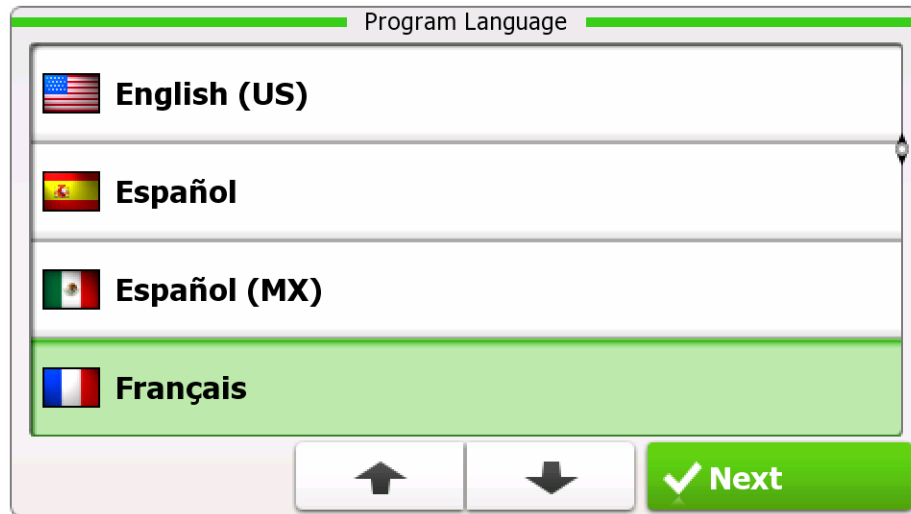 Program Language
English (US)
Español
Español (MX)
Français
Next